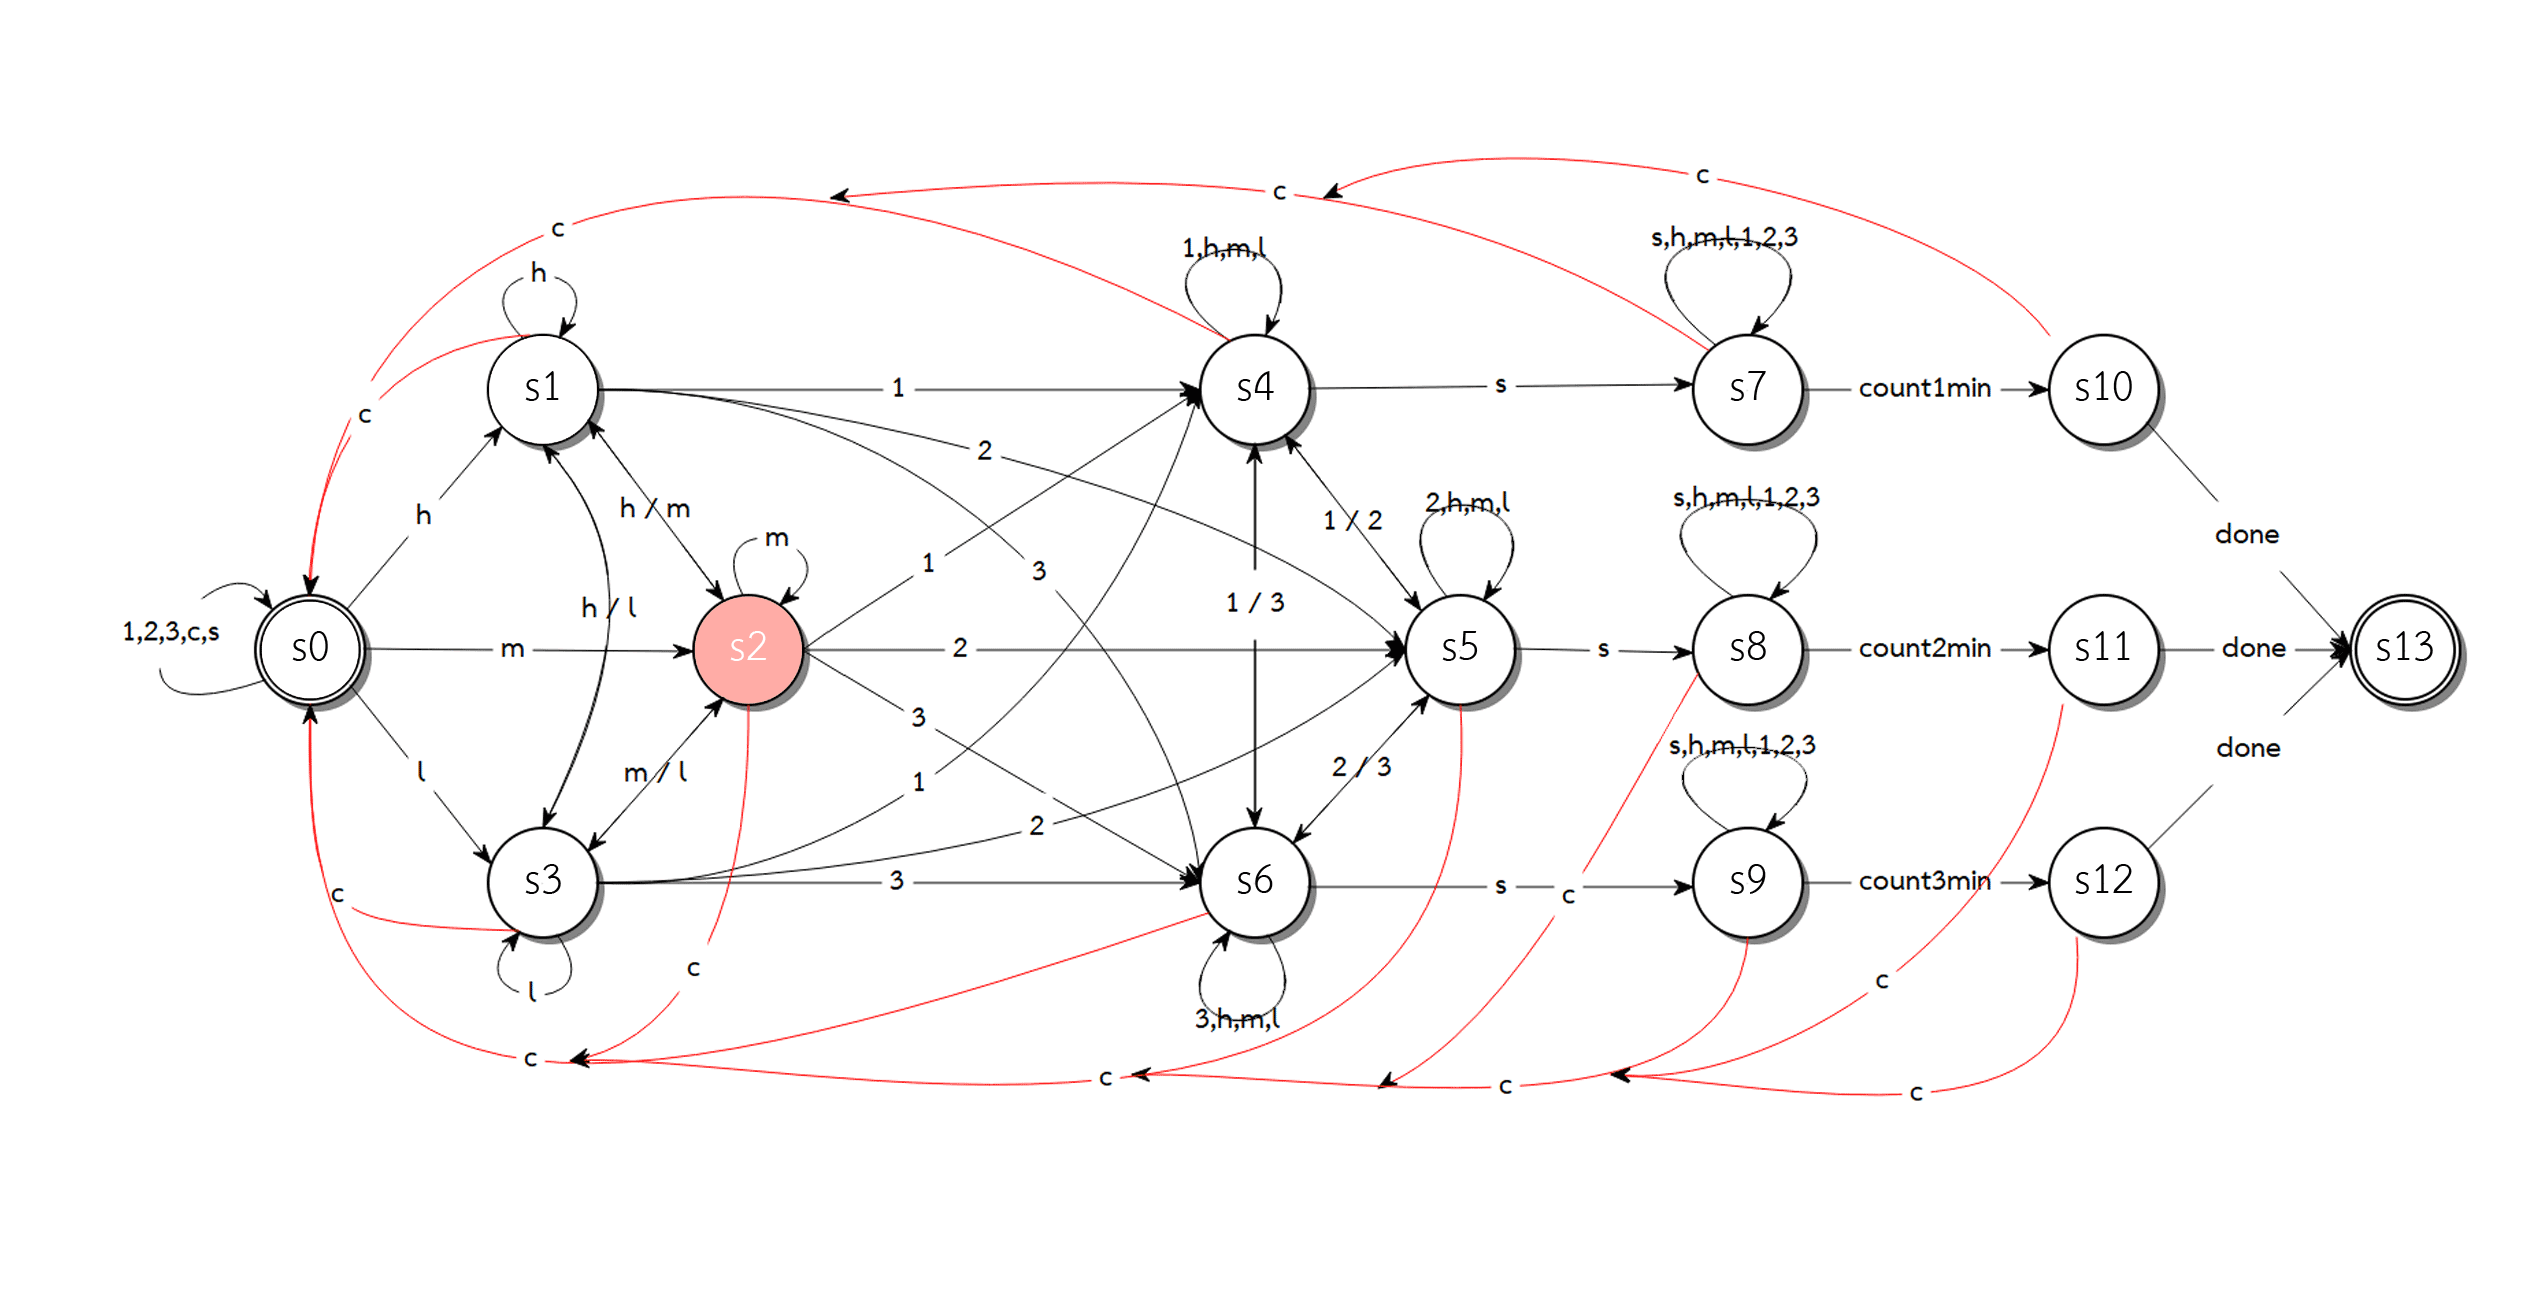 c
c
c
1,h,m,l
s,h,m,l,1,2,3
h
s1
1
s4
s
s7
count1min
s10
c
2
h
h / m
1 / 2
2,h,m,l
s,h,m,l,1,2,3
done
m
1
3
1,2,3,c,s
h / l
1 / 3
s0
m
s2
2
s5
s
s8
count2min
s11
done
s13
3
l
m / l
1
2 / 3
s,h,m,l,1,2,3
done
2
s3
3
s6
s
c
s9
count3min
s12
c
l
c
3,h,m,l
c
c
c
c
c